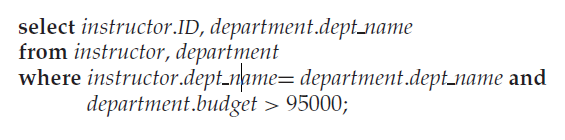 select instructor.ID, department.dept_name
from instructor, department
where instructor.dept_name= department.dept_name and
department.budget > 95000;